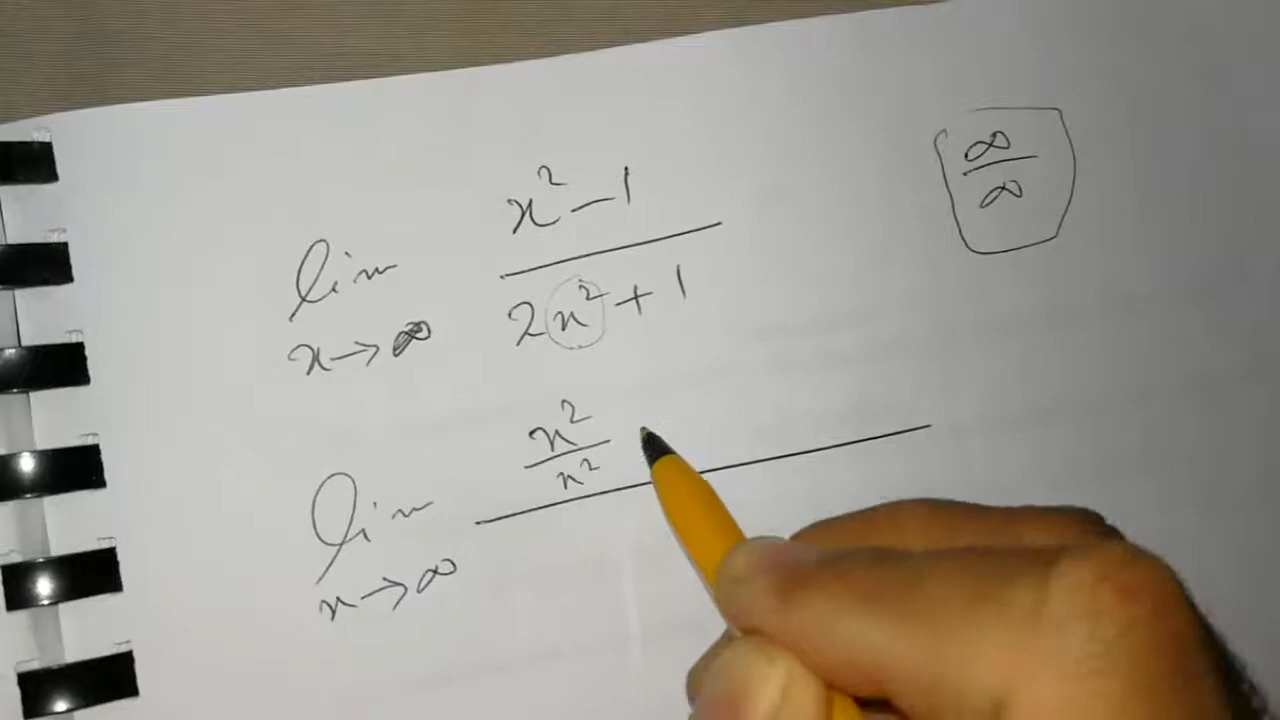 lim x→∞ (x² − 1) / (2x² + 1)
∞/∞
lim x→∞ x²/x²